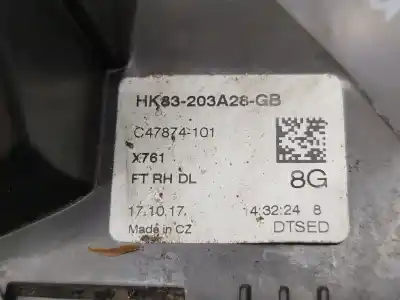 HK83-203A28-GB
C47874-101
X761
FT RH DL
8G
17.10.17. 14:32:24 8
Made in CZ DTSED